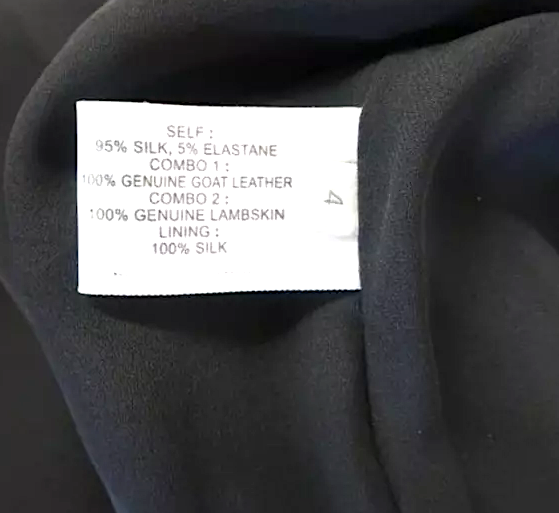 SELF :
95% SILK, 5% ELASTANE
COMBO 1 :
100% GENUINE GOAT LEATHER
COMBO 2 :
100% GENUINE LAMBSKIN
LINING :
100% SILK
4